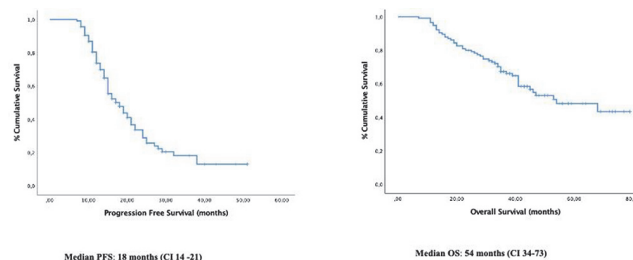 % Cumulative Survival
1,0
0,8
0,6
0,4
0,2
0,0
,00 10,00 20,00 30,00 40,00 50,00 60,00
Progression Free Survival (months)
Median PFS: 18 months (CI 14 -21)
% Cumulative Survival
1,0
0,8
0,6
0,4
0,2
0,0
,00 20,00 40,00 60,00 80,
Overall Survival (months)
Median OS: 54 months (CI 34-73)